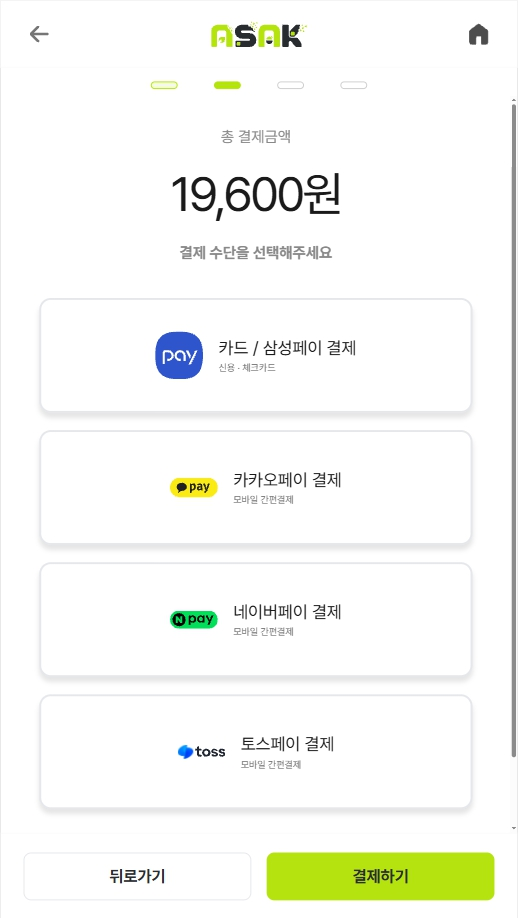 ASAK
총 결제금액
19,600원
결제 수단을 선택해주세요
pay
카드 / 삼성페이 결제
신용 · 체크카드
pay
카카오페이 결제
모바일 간편결제
N pay
네이버페이 결제
모바일 간편결제
toss
토스페이 결제
모바일 간편결제
뒤로가기
결제하기